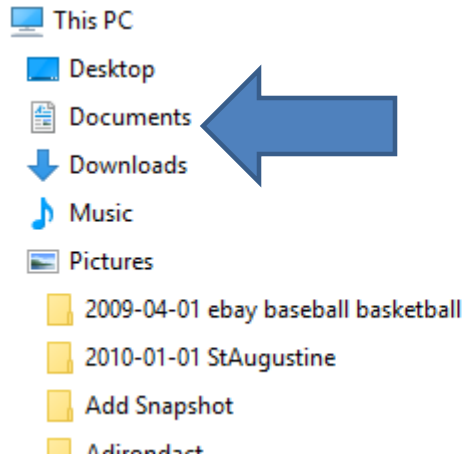 This PC
Desktop
Documents
Downloads
Music
Pictures
2009-04-01 ebay baseball basketball
2010-01-01 StAugustine
Add Snapshot
Adirondact